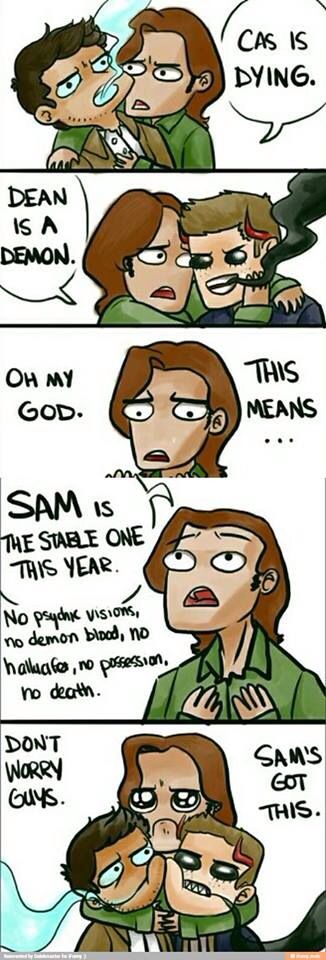 CAS IS
DYING.
DEAN
IS A
DEMON.
OH MY
GOD.
THIS
MEANS
...
SAM IS
THE STABLE ONE
THIS YEAR.
No psychic visions,
no demon blood, no
hallucifer, no possession,
no death.
DON'T
WORRY
GUYS.
SAM'S
GOT
THIS.